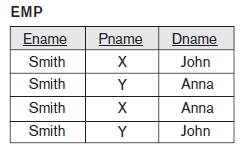 EMP
Ename Pname Dname
Smith X John
Smith Y Anna
Smith X Anna
Smith Y John